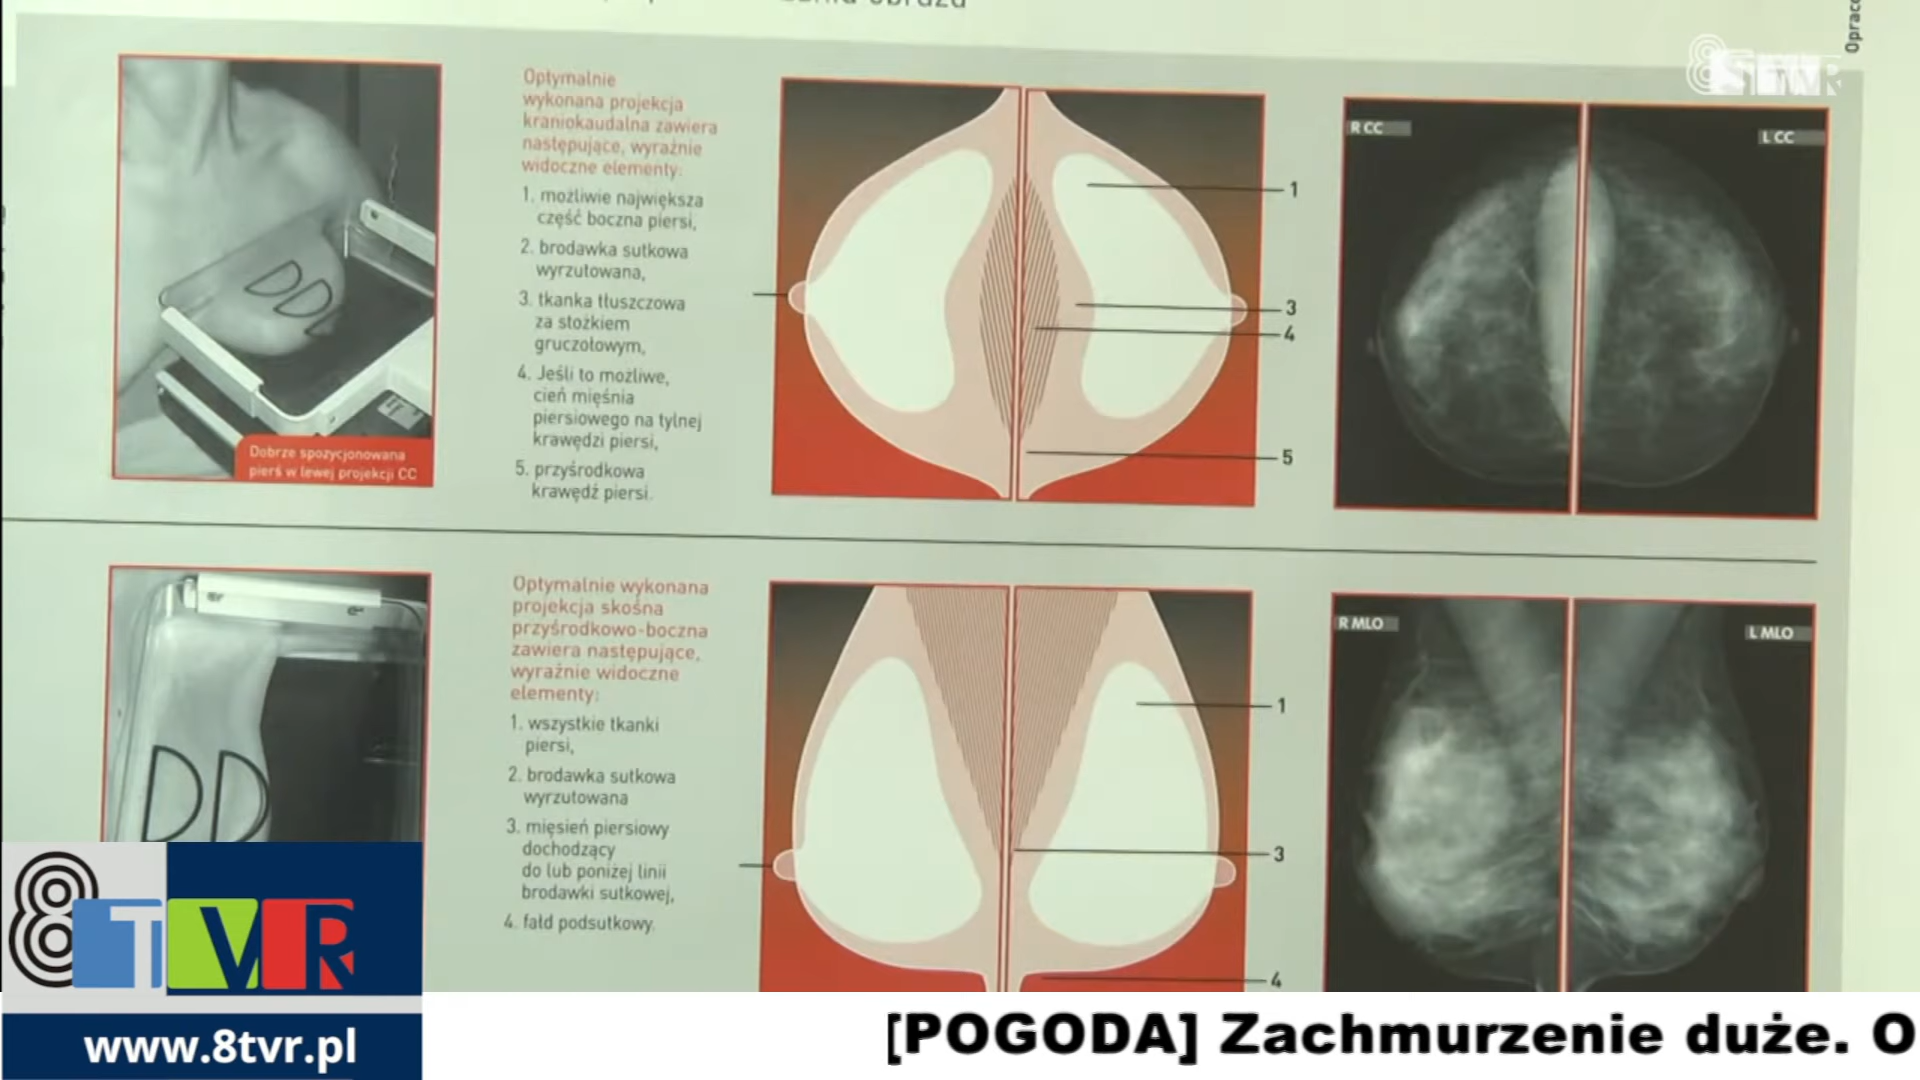 obrazu
Optymalnie
wykonana projekcja
kraniokaudalna zawiera
następujące, wyraźnie
widoczne elementy:
1. możliwie największa
część boczna piersi,
2. brodawka sutkowa
wyrzutowana,
3. tkanka tłuszczowa
za stożkiem
gruczołowym,
4. Jeśli to możliwe,
cień mięśnia
piersiowego na tylnej
krawędzi piersi,
5. przyśrodkowa
krawędź piersi.
Dobrze spozycjonowana
pierś w lewej projekcji CC
1
3
4
5
R CC
L CC
Oprac
8TVR
Optymalnie wykonana
projekcja skośna
przyśrodkowo-boczna
zawiera następujące,
wyraźnie widoczne
elementy:
1. wszystkie tkanki
piersi,
2. brodawka sutkowa
wyrzutowana
3. mięsień piersiowy
dochodzący
do lub poniżej linii
brodawki sutkowej,
4. fałd podsutkowy.
1
3
4
R MLO
L MLO
8TVR
www.8tvr.pl
[POGODA] Zachmurzenie duże. O